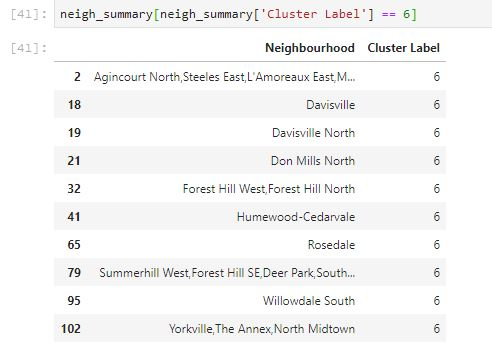 [41]: neigh_summary[neigh_summary['Cluster Label'] == 6]
[41]:
Neighbourhood Cluster Label
2 Agincourt North,Steeles East,L'Amoreaux East,M... 6
18 Davisville 6
19 Davisville North 6
21 Don Mills North 6
32 Forest Hill West,Forest Hill North 6
41 Humewood-Cedarvale 6
65 Rosedale 6
79 Summerhill West,Forest Hill SE,Deer Park,South... 6
95 Willowdale South 6
102 Yorkville,The Annex,North Midtown 6